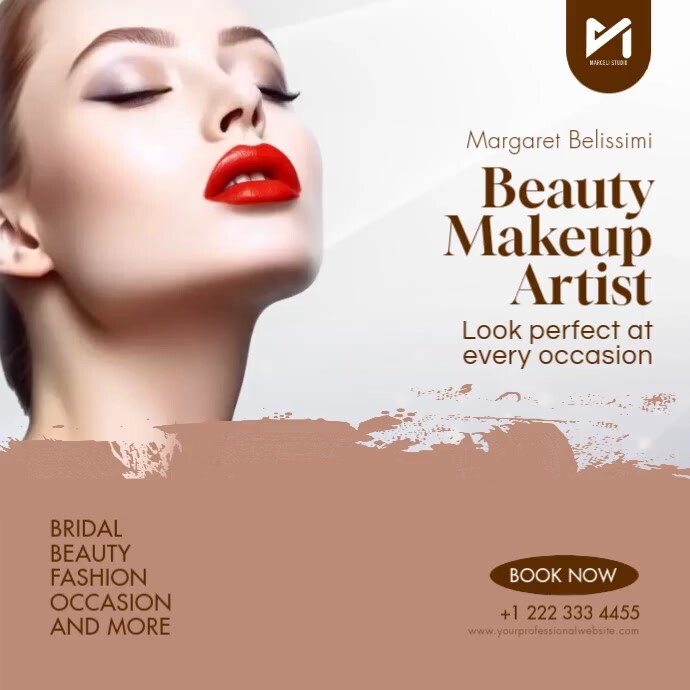 MARCELI STUDIO
Margaret Belissimi
Beauty
Makeup
Artist
Look perfect at
every occasion
BRIDAL
BEAUTY
FASHION
OCCASION
AND MORE
BOOK NOW
+1 222 333 4455
www.yourprofessionalwebsite.com